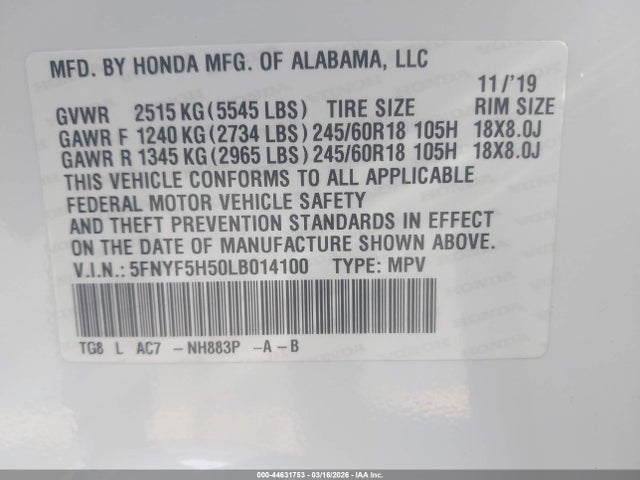 MFD. BY HONDA MFG. OF ALABAMA, LLC
11/'19
GVWR 2515 KG (5545 LBS) TIRE SIZE RIM SIZE
GAWR F 1240 KG (2734 LBS) 245/60R18 105H 18X8.0J
GAWR R 1345 KG (2965 LBS) 245/60R18 105H 18X8.0J
THIS VEHICLE CONFORMS TO ALL APPLICABLE
FEDERAL MOTOR VEHICLE SAFETY
AND THEFT PREVENTION STANDARDS IN EFFECT
ON THE DATE OF MANUFACTURE SHOWN ABOVE.
V.I.N.: 5FNYF5H50LB014100 TYPE: MPV
TG8 L AC7 -NH883P -A -B
000-44631753 — 03/16/2026 — IAA Inc.